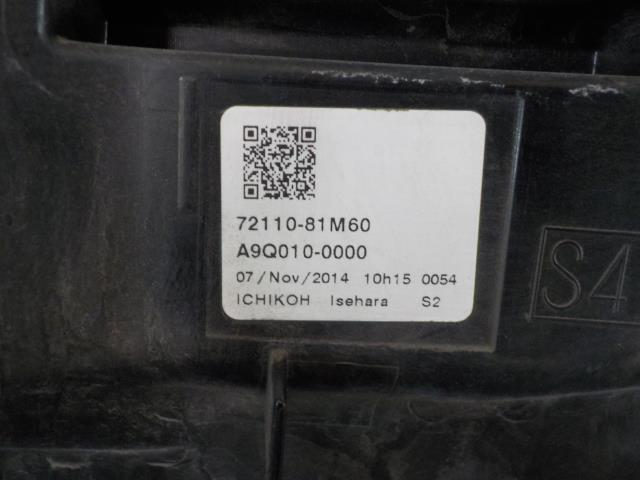 72110-81M60
A9Q010-0000
07/Nov/2014 10h15 0054
ICHIKOH Isehara S2
S4